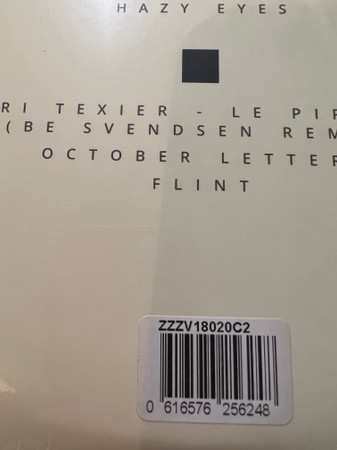 HAZY EYES
RI TEXIER - LE PI
(BE SVENDSEN REM
OCTOBER LETTER
FLINT
ZZZV18020C2
0 616576 256248